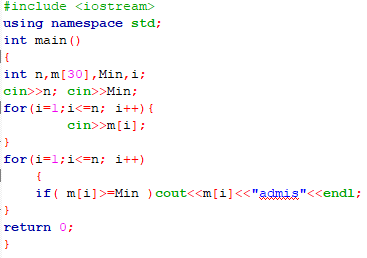 #include <iostream>
using namespace std;
int main()
{
int n,m[30],Min,i;
cin>>n; cin>>Min;
for(i=1;i<=n; i++){
cin>>m[i];
}
for(i=1;i<=n; i++)
{
if( m[i]>=Min )cout<<m[i]<<"admis"<<endl;
}
return 0;
}